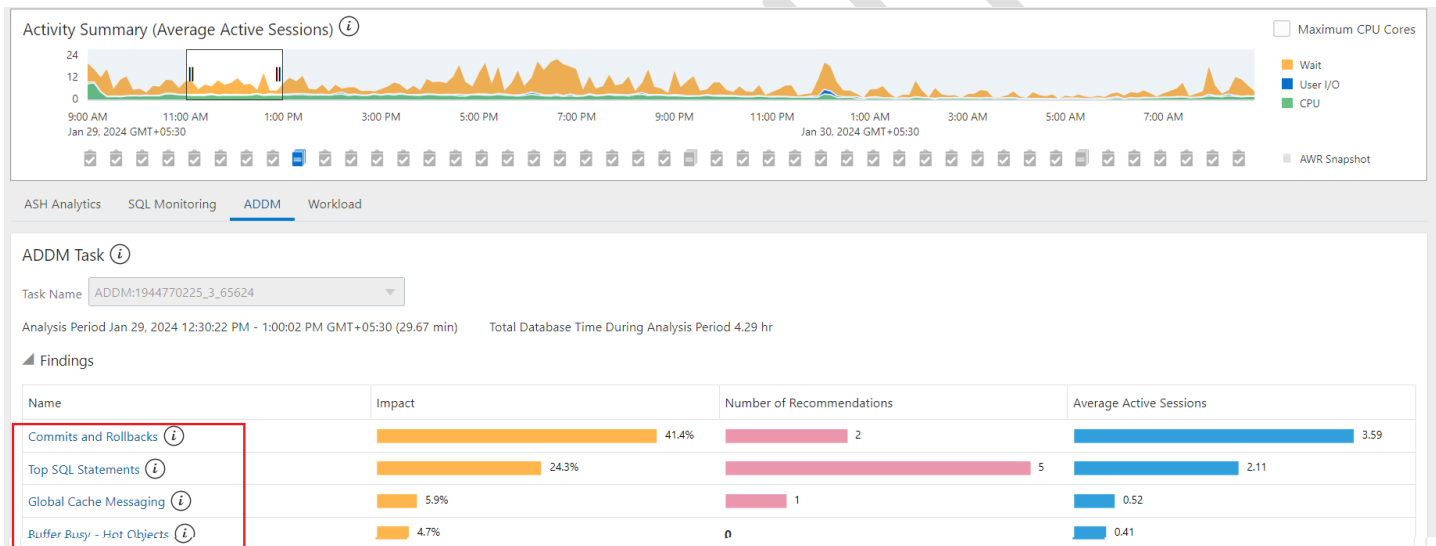 Activity Summary (Average Active Sessions) i
Maximum CPU Cores
24
12
0
Wait
User I/O
CPU
9:00 AM 11:00 AM 1:00 PM 3:00 PM 5:00 PM 7:00 PM 9:00 PM 11:00 PM 1:00 AM 3:00 AM 5:00 AM 7:00 AM
Jan 29, 2024 GMT+05:30 Jan 30, 2024 GMT+05:30
AWR Snapshot
ASH Analytics SQL Monitoring ADDM Workload
ADDM Task i
Task Name ADDM:1944770225_3_65624
Analysis Period Jan 29, 2024 12:30:22 PM - 1:00:02 PM GMT+05:30 (29.67 min) Total Database Time During Analysis Period 4.29 hr
Findings
Name Impact Number of Recommendations Average Active Sessions
Commits and Rollbacks i 41.4% 2 3.59
Top SQL Statements i 24.3% 5 2.11
Global Cache Messaging i 5.9% 1 0.52
Buffer Busy - Hot Objects i 4.7% 0 0.41